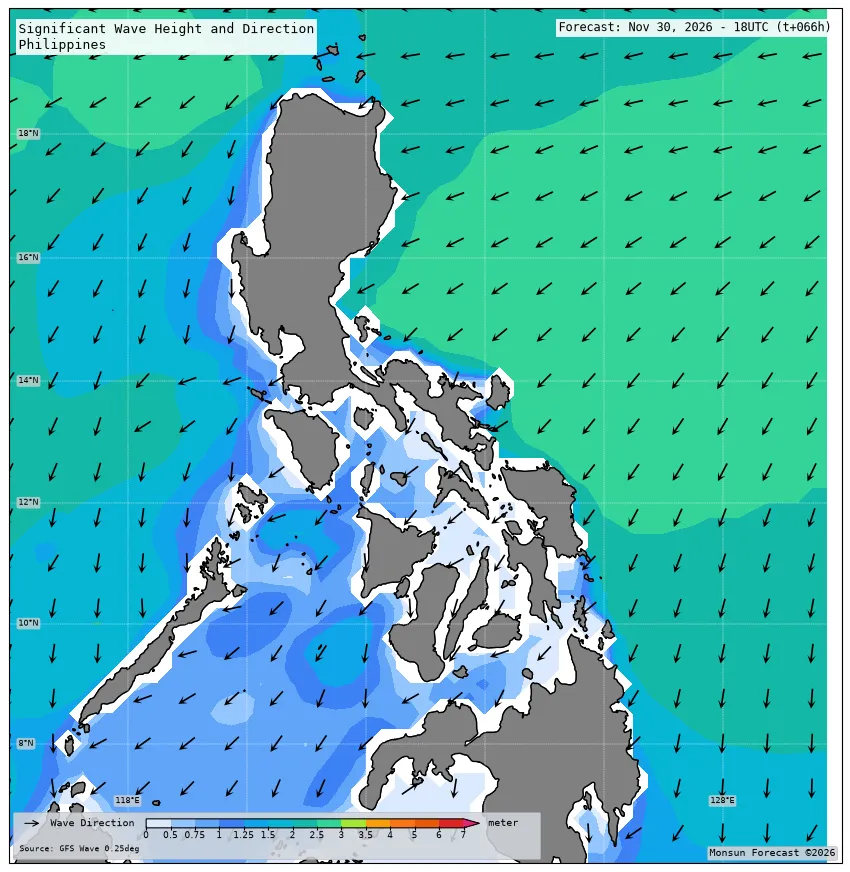 Significant Wave Height and Direction
Philippines
Forecast: Nov 30, 2026 - 18UTC (t+066h)
18°N
16°N
14°N
12°N
10°N
8°N
118°E
128°E
Wave Direction
0 0.5 0.75 1 1.25 1.5 2 2.5 3 3.5 4 5 6 7
meter
Source: GFS Wave 0.25deg
Monsun Forecast ©2026